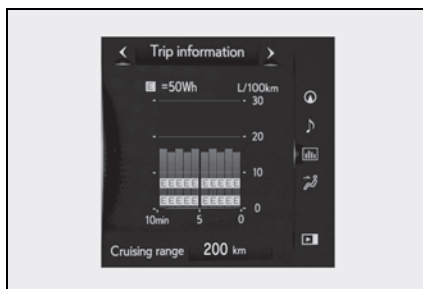 Trip information
E =50Wh L/100km
30
20
10
0
E E E E E E E E E E
E E E E E E E E E E
10min 5 0
Cruising range 200 km